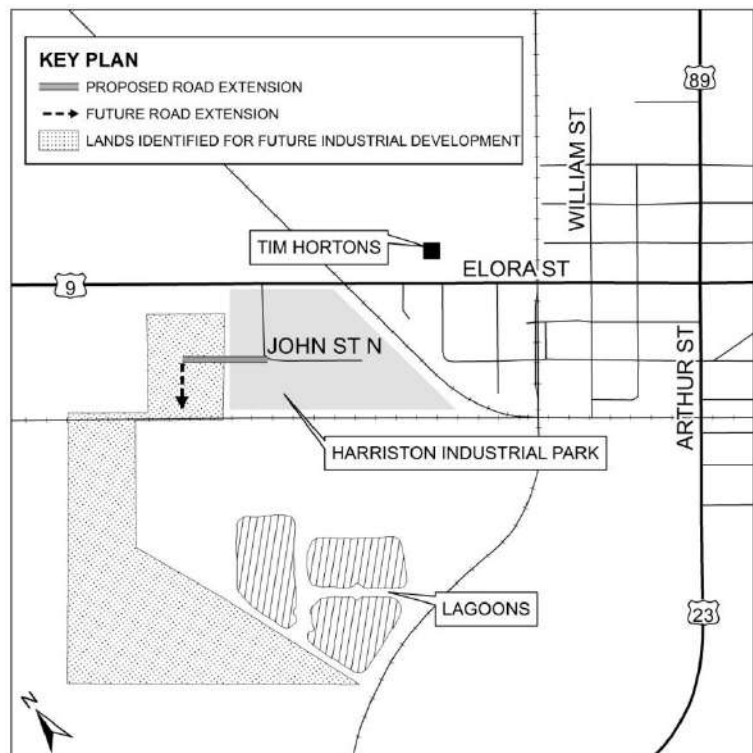 KEY PLAN
PROPOSED ROAD EXTENSION
FUTURE ROAD EXTENSION
LANDS IDENTIFIED FOR FUTURE INDUSTRIAL DEVELOPMENT
89
WILLIAM ST
TIM HORTONS
ELORA ST
9
JOHN ST N
ARTHUR ST
HARRISTON INDUSTRIAL PARK
LAGOONS
23
N